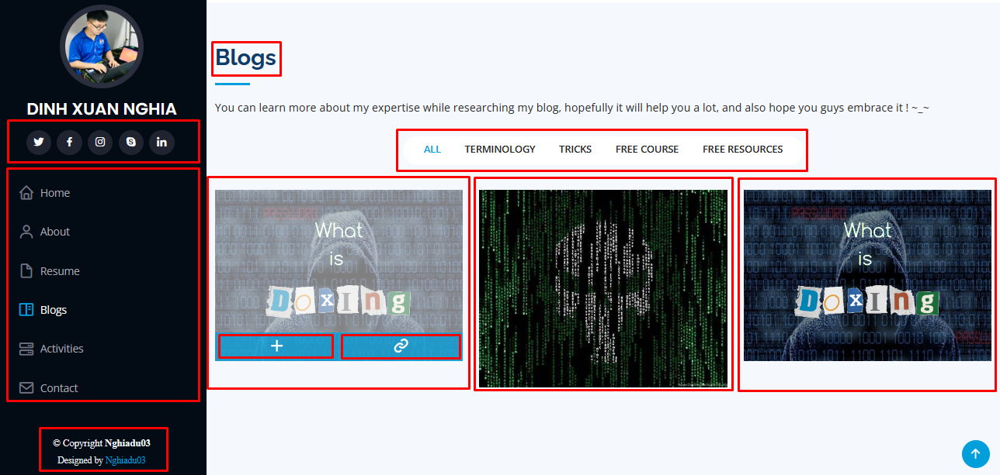 DINH XUAN NGHIA
Home
About
Resume
Blogs
Activities
Contact
© Copyright Nghiadu03
Designed by Nghiadu03
Blogs
You can learn more about my expertise while researching my blog, hopefully it will help you a lot, and also hope you guys embrace it ! ~_~
ALL TERMINOLOGY TRICKS FREE COURSE FREE RESOURCES
PASSWORD
What
is
Doxing
PASSWORD
What
is
Doxing